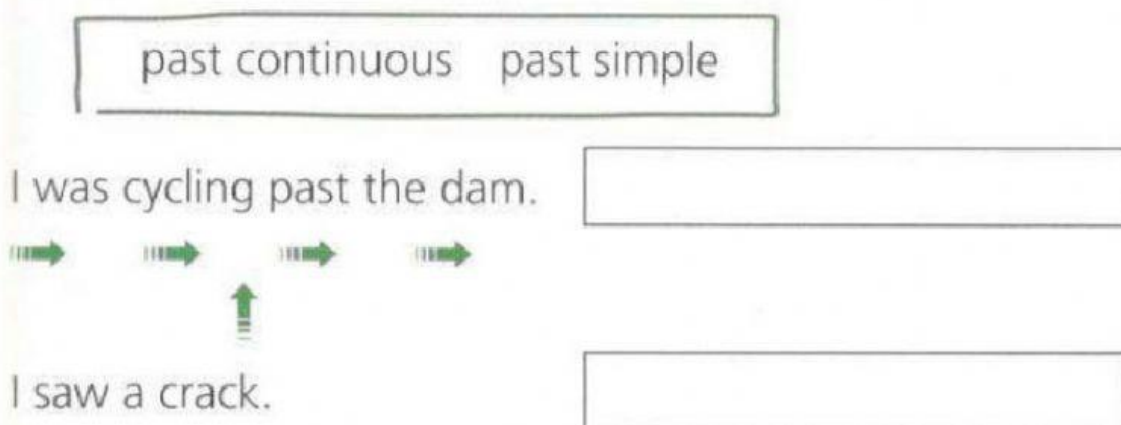 past continuous past simple
I was cycling past the dam.
I saw a crack.